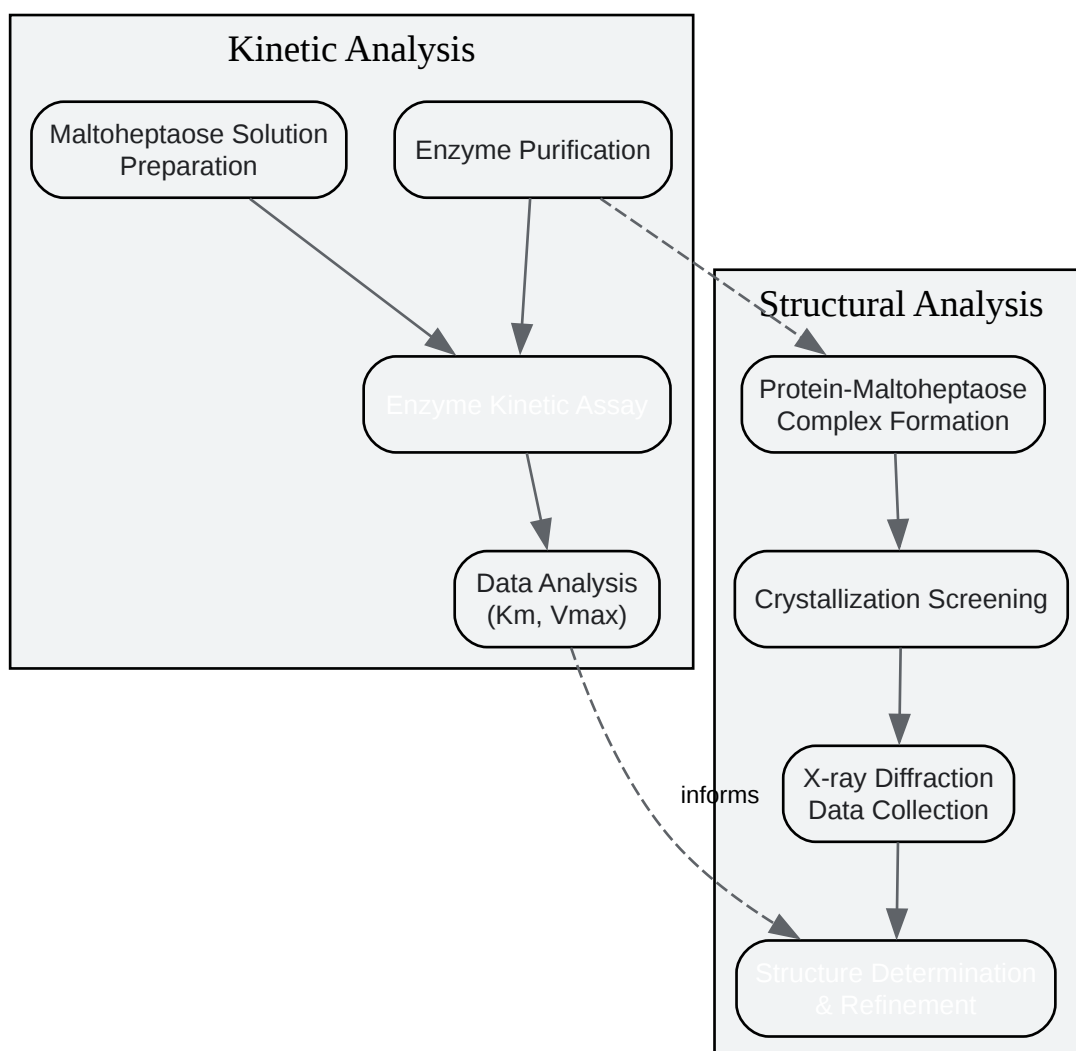 Kinetic Analysis
Maltoheptaose Solution
Preparation
Enzyme Purification
Enzyme Kinetic Assay
Data Analysis
(Km, Vmax)
informs
Structural Analysis
Protein-Maltoheptaose
Complex Formation
Crystallization Screening
X-ray Diffraction
Data Collection
Structure Determination
& Refinement